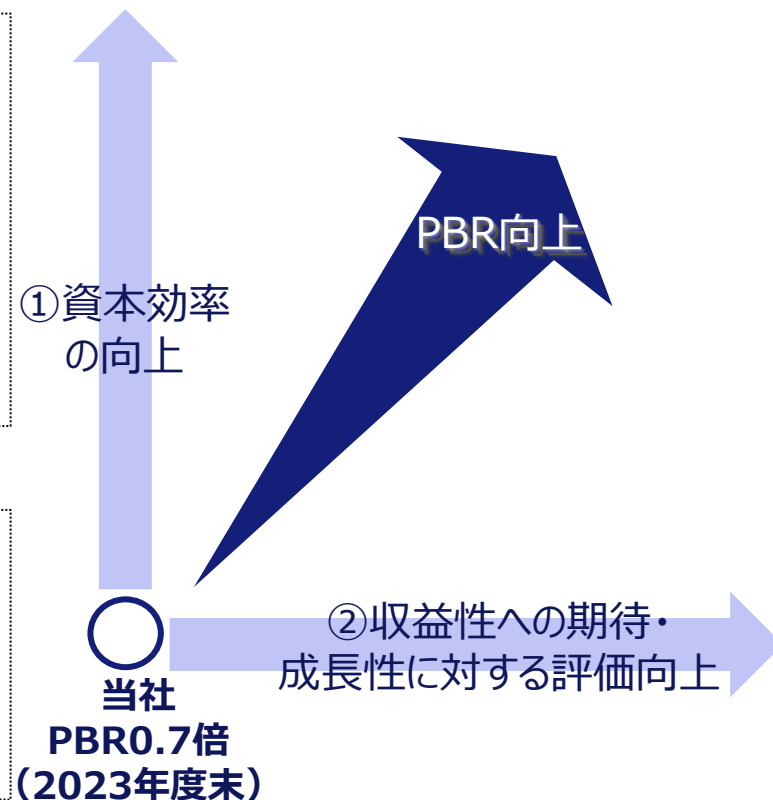 PBR向上
①資本効率
の向上
②収益性への期待・
成長性に対する評価向上
当社
PBR0.7倍
（2023年度末）